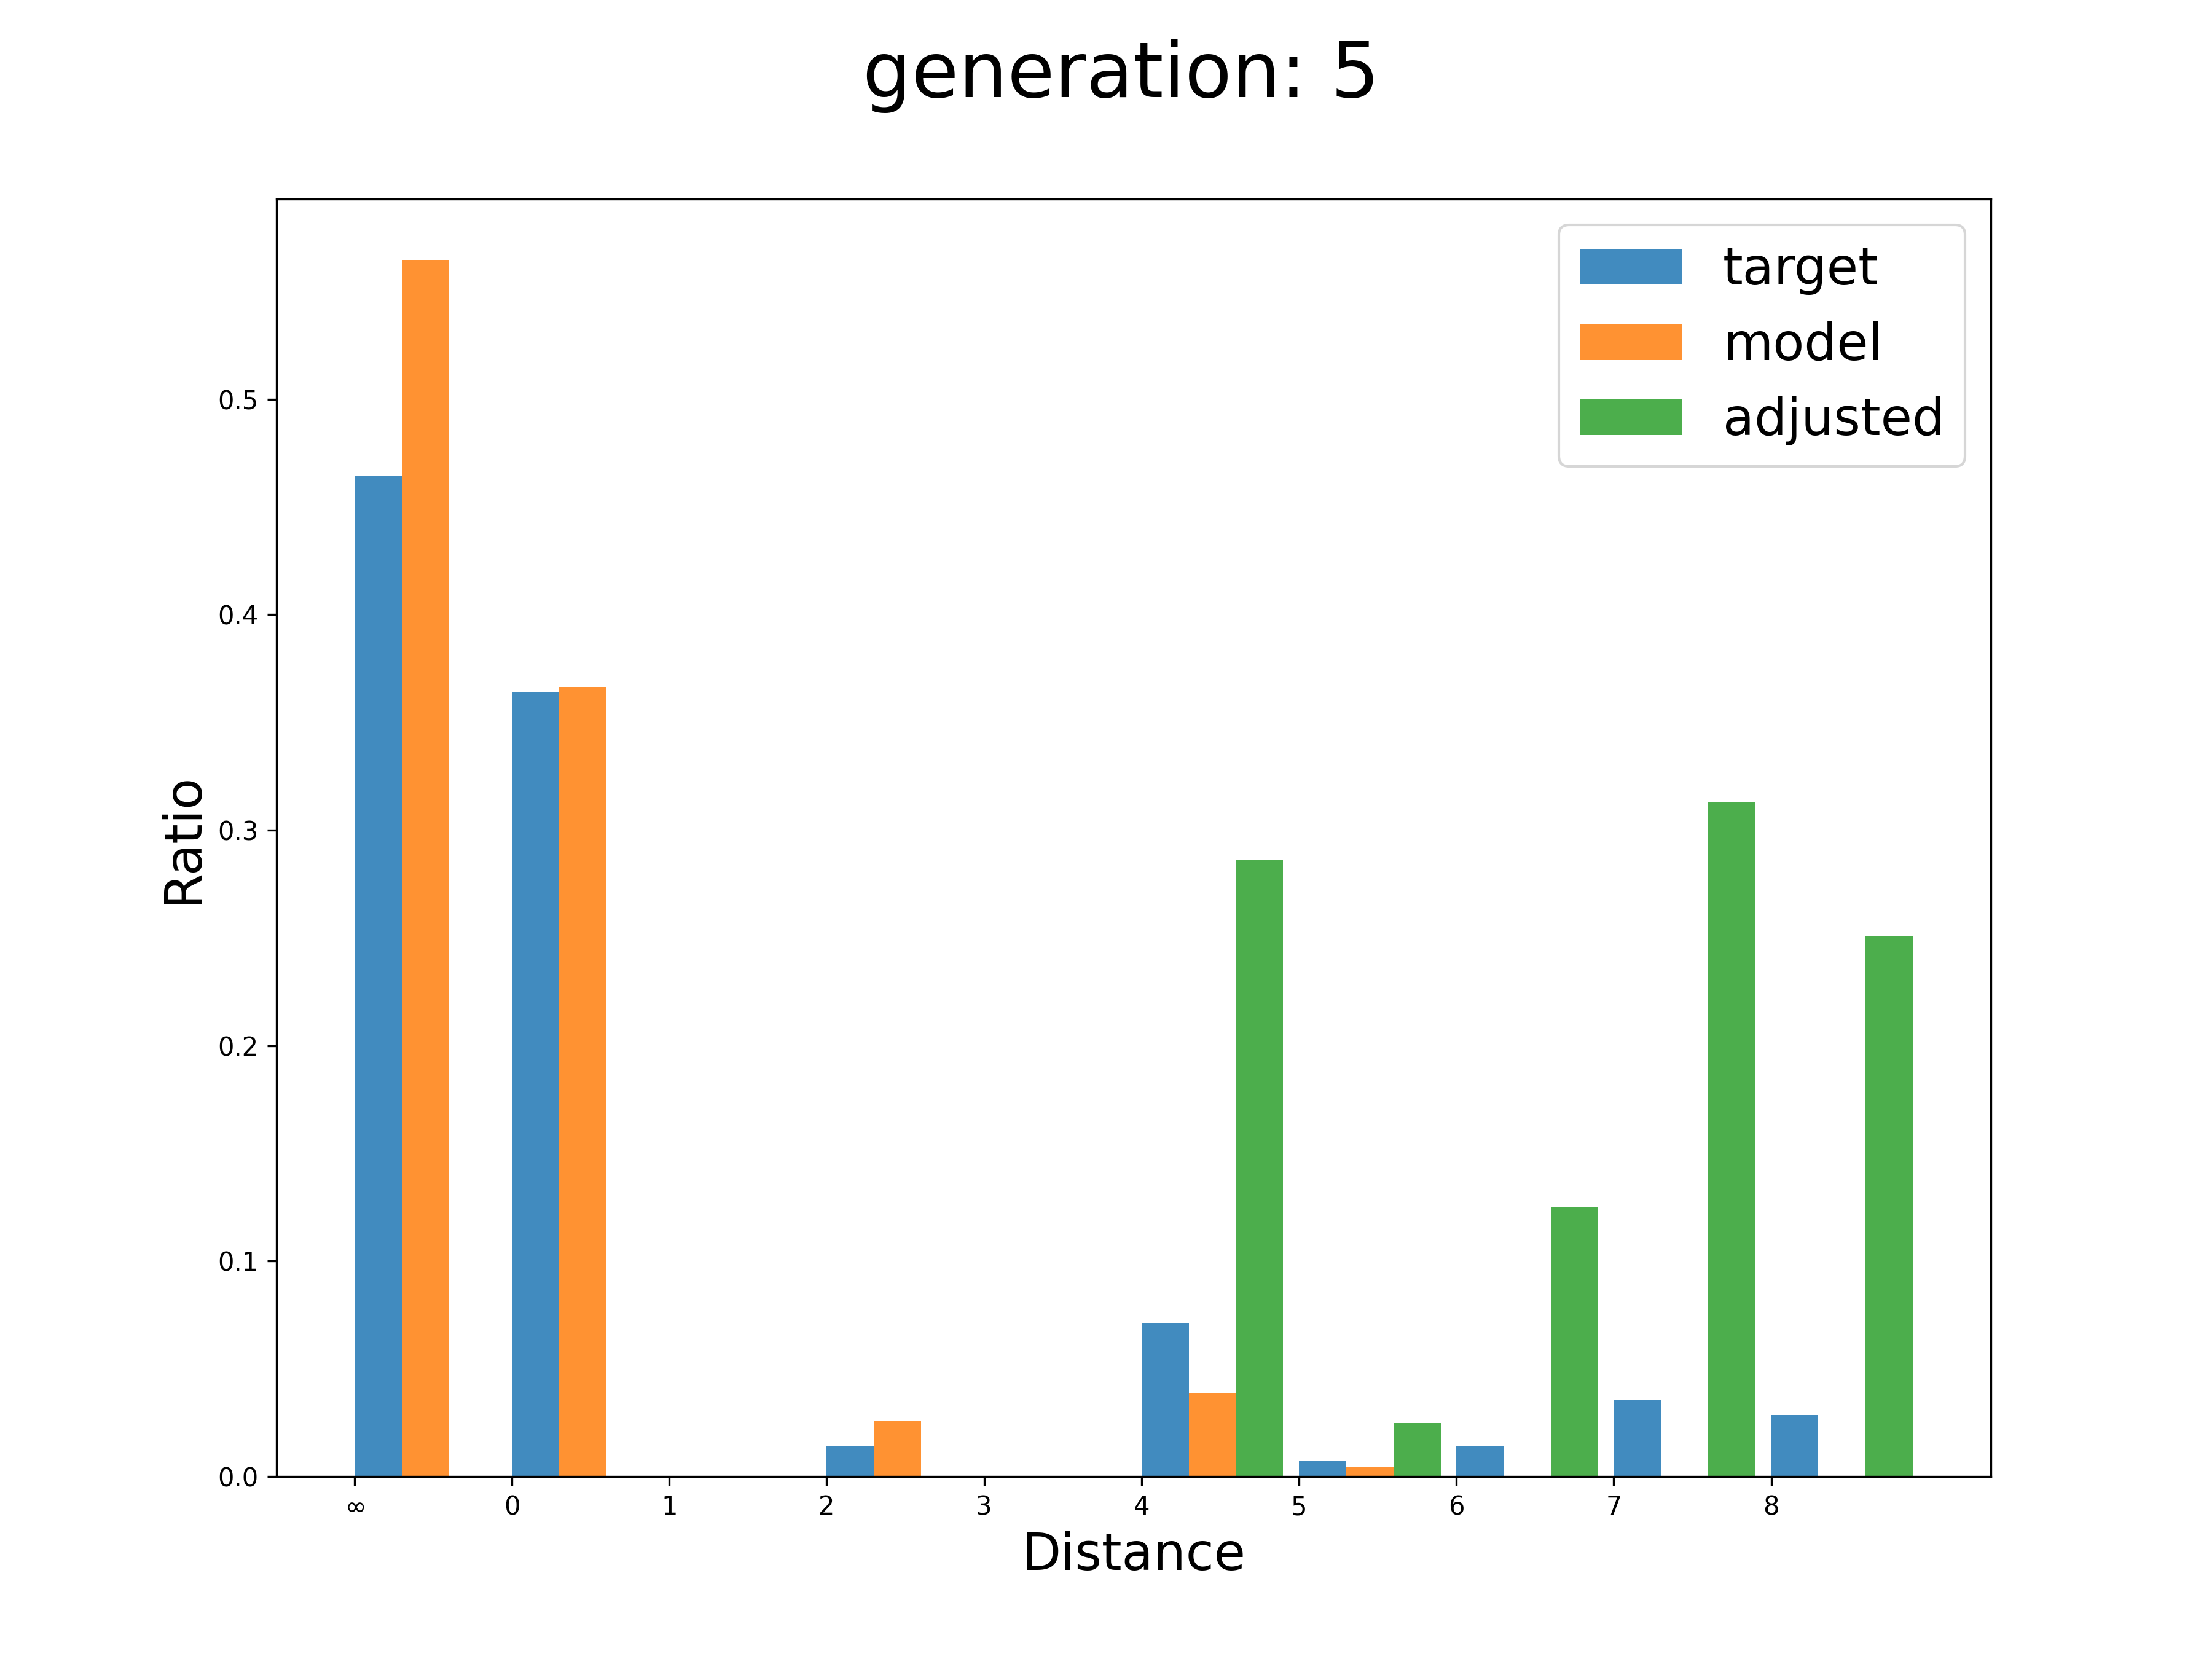 generation: 5
target
model
adjusted
Ratio
0.5
0.4
0.3
0.2
0.1
0.0
∞ 0 1 2 3 4 5 6 7 8
Distance